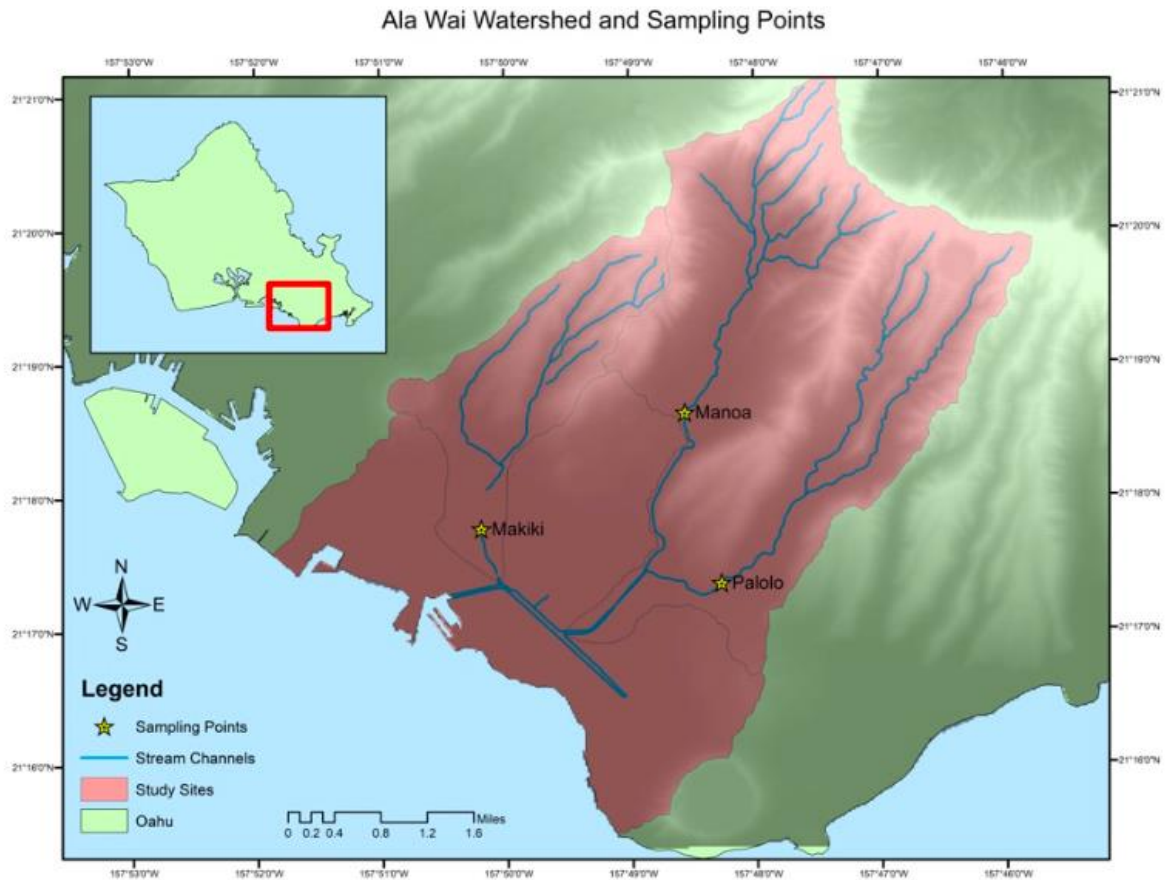 Ala Wai Watershed and Sampling Points
157°53'0"W 157°52'0"W 157°51'0"W 157°50'0"W 157°49'0"W 157°48'0"W 157°47'0"W 157°46'0"W
21°21'0"N 21°21'0"N
21°20'0"N 21°20'0"N
21°19'0"N 21°19'0"N
Manoa
21°18'0"N 21°18'0"N
Makiki
Palolo
N
W E
S
21°17'0"N 21°17'0"N
Legend
Sampling Points
Stream Channels
21°16'0"N 21°16'0"N
Study Sites
Oahu
Miles
0 0.2 0.4 0.8 1.2 1.6
157°53'0"W 157°52'0"W 157°51'0"W 157°50'0"W 157°49'0"W 157°48'0"W 157°47'0"W 157°46'0"W